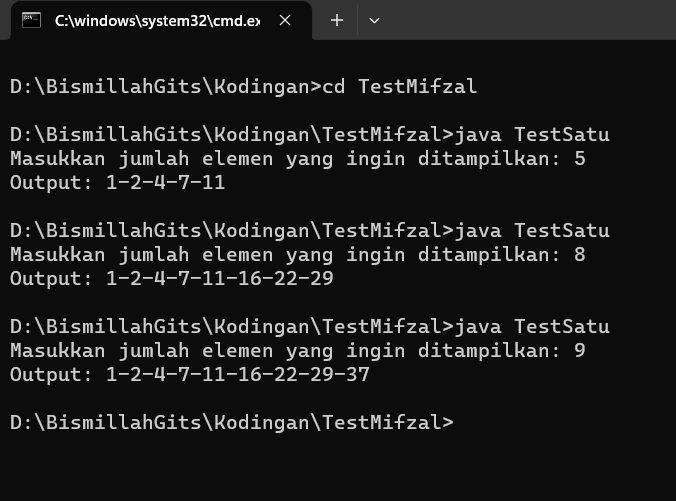 C:\windows\system32\cmd.ex
D:\BismillahGits\Kodingan>cd TestMifzal
D:\BismillahGits\Kodingan\TestMifzal>java TestSatu
Masukkan jumlah elemen yang ingin ditampilkan: 5
Output: 1-2-4-7-11
D:\BismillahGits\Kodingan\TestMifzal>java TestSatu
Masukkan jumlah elemen yang ingin ditampilkan: 8
Output: 1-2-4-7-11-16-22-29
D:\BismillahGits\Kodingan\TestMifzal>java TestSatu
Masukkan jumlah elemen yang ingin ditampilkan: 9
Output: 1-2-4-7-11-16-22-29-37
D:\BismillahGits\Kodingan\TestMifzal>